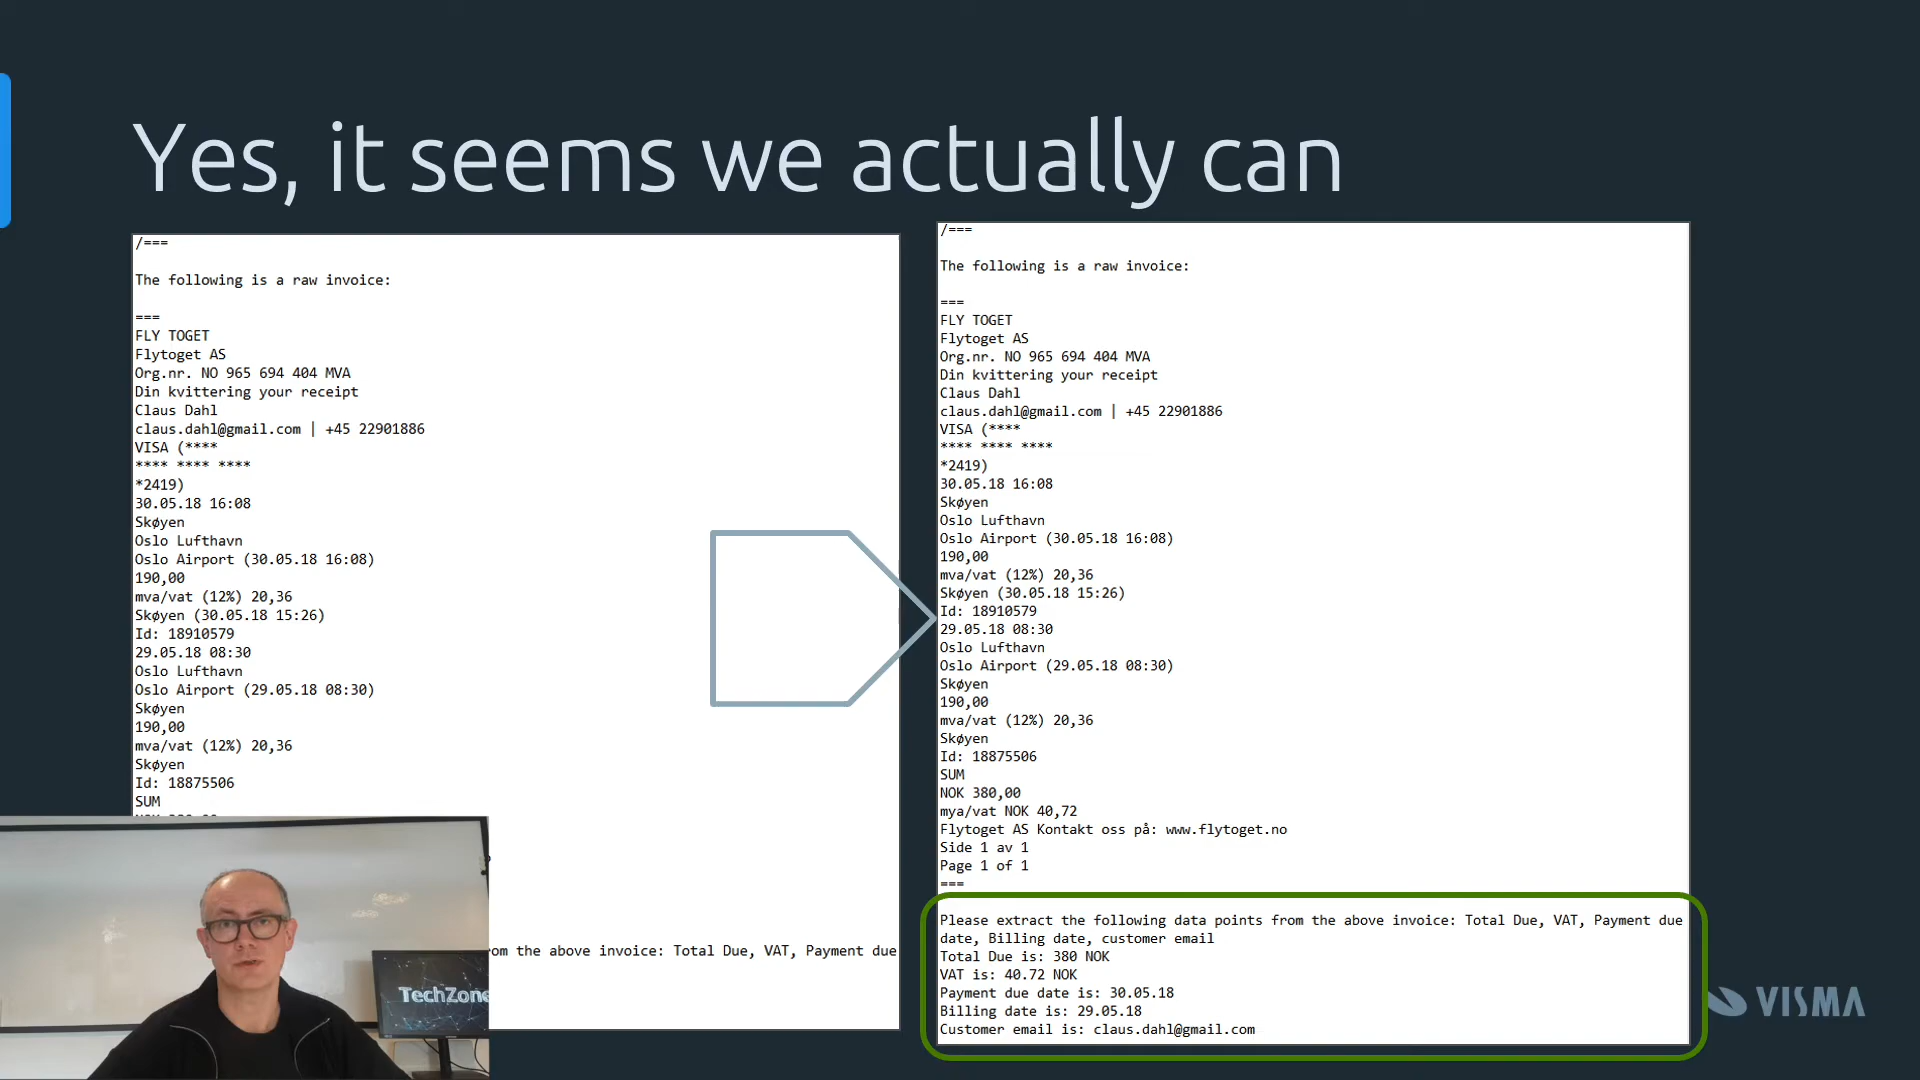 Yes, it seems we actually can
/===
The following is a raw invoice:
===
FLY TOGET
Flytoget AS
Org.nr. NO 965 694 404 MVA
Din kvittering your receipt
Claus Dahl
claus.dahl@gmail.com | +45 22901886
VISA (****
**** **** ****
*2419)
30.05.18 16:08
Skøyen
Oslo Lufthavn
Oslo Airport (30.05.18 16:08)
190,00
mva/vat (12%) 20,36
Skøyen (30.05.18 15:26)
Id: 18910579
29.05.18 08:30
Oslo Lufthavn
Oslo Airport (29.05.18 08:30)
Skøyen
190,00
mva/vat (12%) 20,36
Skøyen
Id: 18875506
SUM
om the above invoice: Total Due, VAT, Payment due
TechZone
/===
The following is a raw invoice:
===
FLY TOGET
Flytoget AS
Org.nr. NO 965 694 404 MVA
Din kvittering your receipt
Claus Dahl
claus.dahl@gmail.com | +45 22901886
VISA (****
**** **** ****
*2419)
30.05.18 16:08
Skøyen
Oslo Lufthavn
Oslo Airport (30.05.18 16:08)
190,00
mva/vat (12%) 20,36
Skøyen (30.05.18 15:26)
Id: 18910579
29.05.18 08:30
Oslo Lufthavn
Oslo Airport (29.05.18 08:30)
Skøyen
190,00
mva/vat (12%) 20,36
Skøyen
Id: 18875506
SUM
NOK 380,00
mya/vat NOK 40,72
Flytoget AS Kontakt oss på: www.flytoget.no
Side 1 av 1
Page 1 of 1
===
Please extract the following data points from the above invoice: Total Due, VAT, Payment due
date, Billing date, customer email
Total Due is: 380 NOK
VAT is: 40.72 NOK
Payment due date is: 30.05.18
Billing date is: 29.05.18
Customer email is: claus.dahl@gmail.com
VISMA